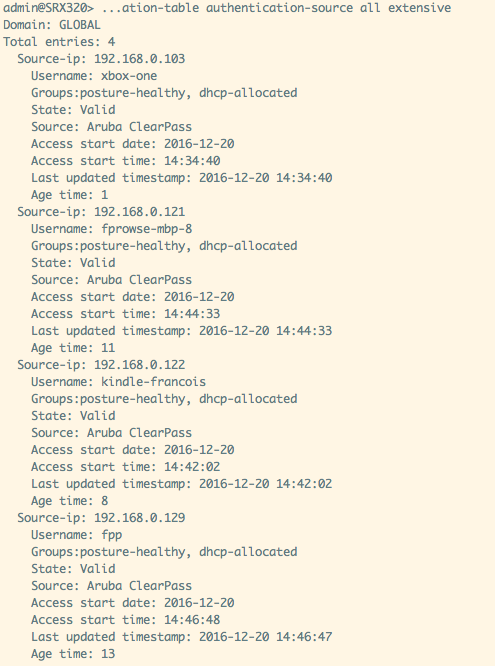 admin@SRX320> ...ation-table authentication-source all extensive
Domain: GLOBAL
Total entries: 4
Source-ip: 192.168.0.103
Username: xbox-one
Groups:posture-healthy, dhcp-allocated
State: Valid
Source: Aruba ClearPass
Access start date: 2016-12-20
Access start time: 14:34:40
Last updated timestamp: 2016-12-20 14:34:40
Age time: 1
Source-ip: 192.168.0.121
Username: fprowse-mbp-8
Groups:posture-healthy, dhcp-allocated
State: Valid
Source: Aruba ClearPass
Access start date: 2016-12-20
Access start time: 14:44:33
Last updated timestamp: 2016-12-20 14:44:33
Age time: 11
Source-ip: 192.168.0.122
Username: kindle-francois
Groups:posture-healthy, dhcp-allocated
State: Valid
Source: Aruba ClearPass
Access start date: 2016-12-20
Access start time: 14:42:02
Last updated timestamp: 2016-12-20 14:42:02
Age time: 8
Source-ip: 192.168.0.129
Username: fpp
Groups:posture-healthy, dhcp-allocated
State: Valid
Source: Aruba ClearPass
Access start date: 2016-12-20
Access start time: 14:46:48
Last updated timestamp: 2016-12-20 14:46:47
Age time: 13